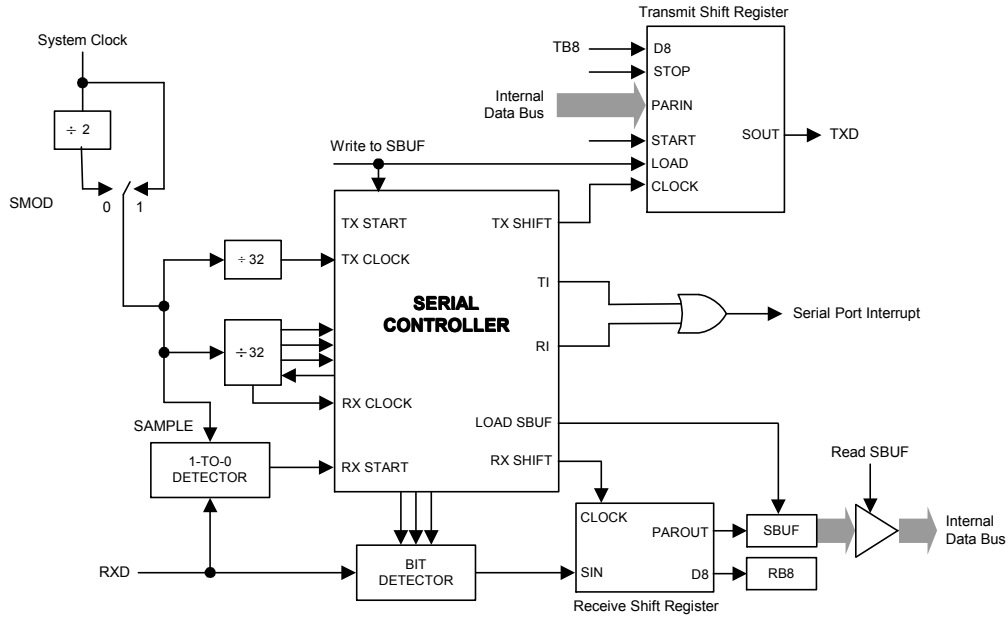 Transmit Shift Register
System Clock
TB8
D8
STOP
Internal
Data Bus
PARIN
÷ 2
START
SOUT
TXD
Write to SBUF
LOAD
CLOCK
SMOD
0
1
TX START
TX SHIFT
÷ 32
TX CLOCK
TI
SERIAL
CONTROLLER
Serial Port Interrupt
÷ 32
RI
RX CLOCK
LOAD SBUF
SAMPLE
1-TO-0
DETECTOR
RX START
RX SHIFT
Read SBUF
CLOCK
PAROUT
SBUF
Internal
Data Bus
RXD
BIT
DETECTOR
SIN
D8
RB8
Receive Shift Register